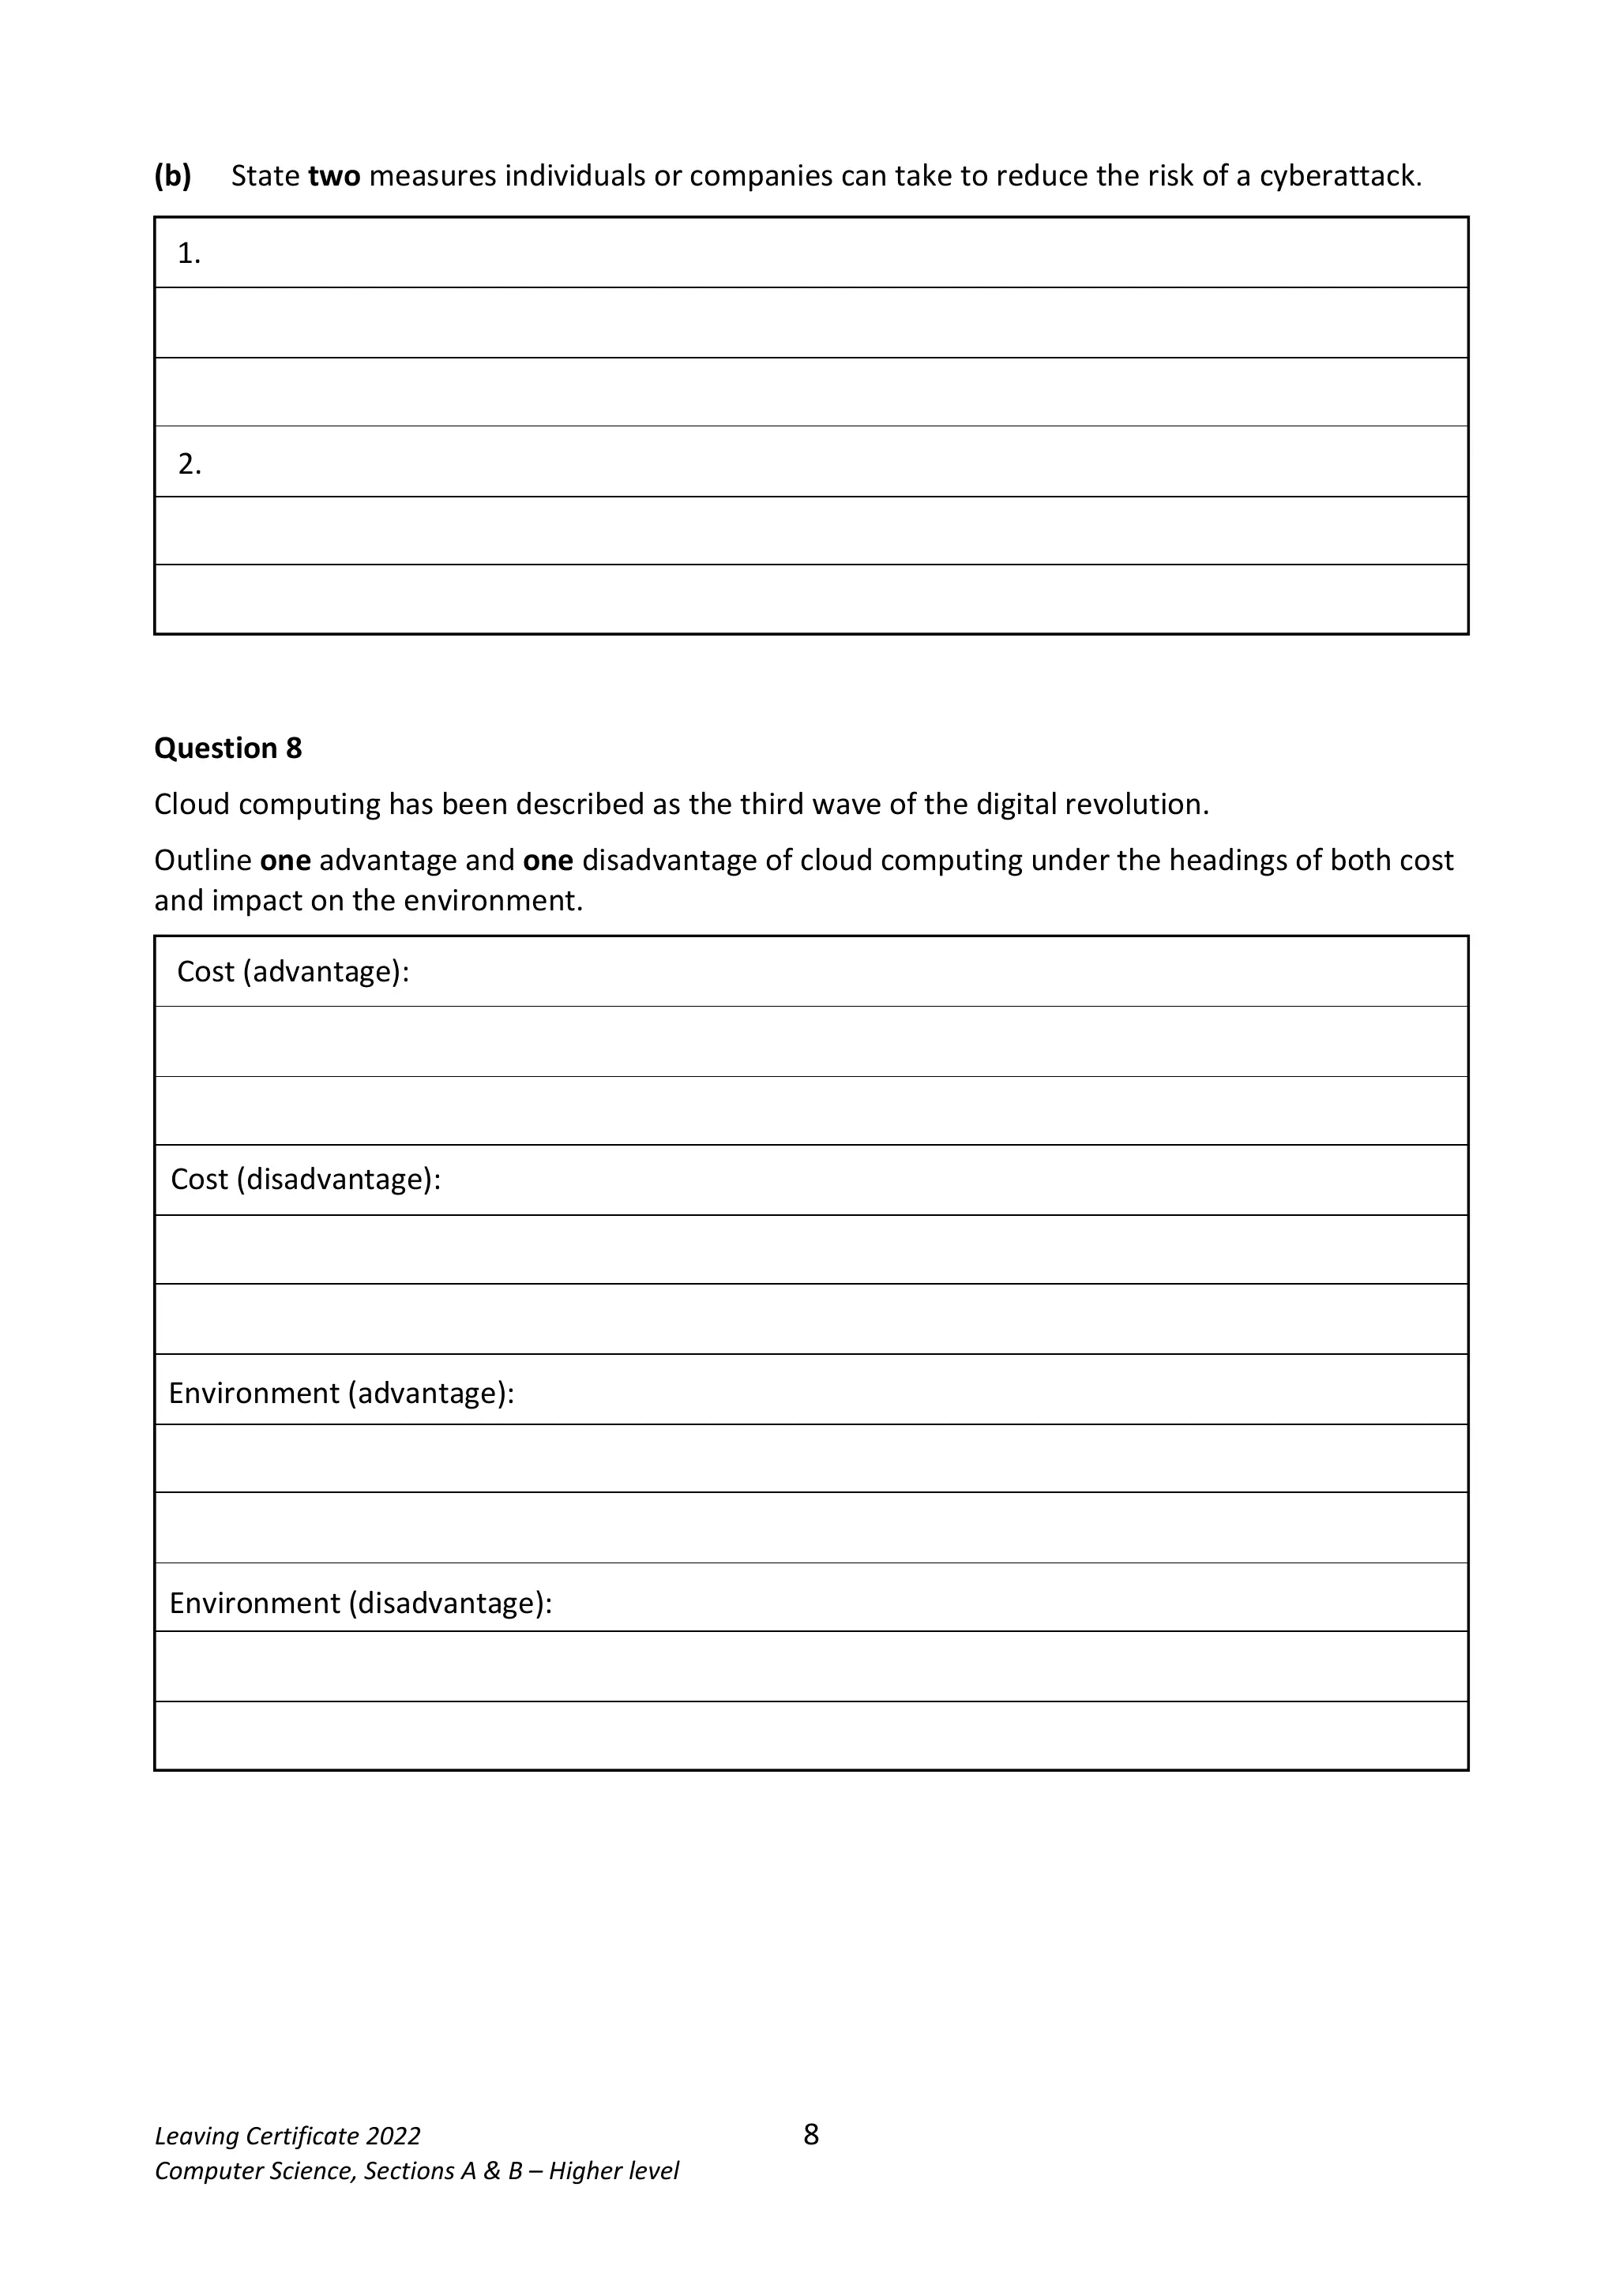 (b) State two measures individuals or companies can take to reduce the risk of a cyberattack.
1.
2.
Question 8
Cloud computing has been described as the third wave of the digital revolution.
Outline one advantage and one disadvantage of cloud computing under the headings of both cost
and impact on the environment.
Cost (advantage):
Cost (disadvantage):
Environment (advantage):
Environment (disadvantage):
Leaving Certificate 2022 8
Computer Science, Sections A & B – Higher level